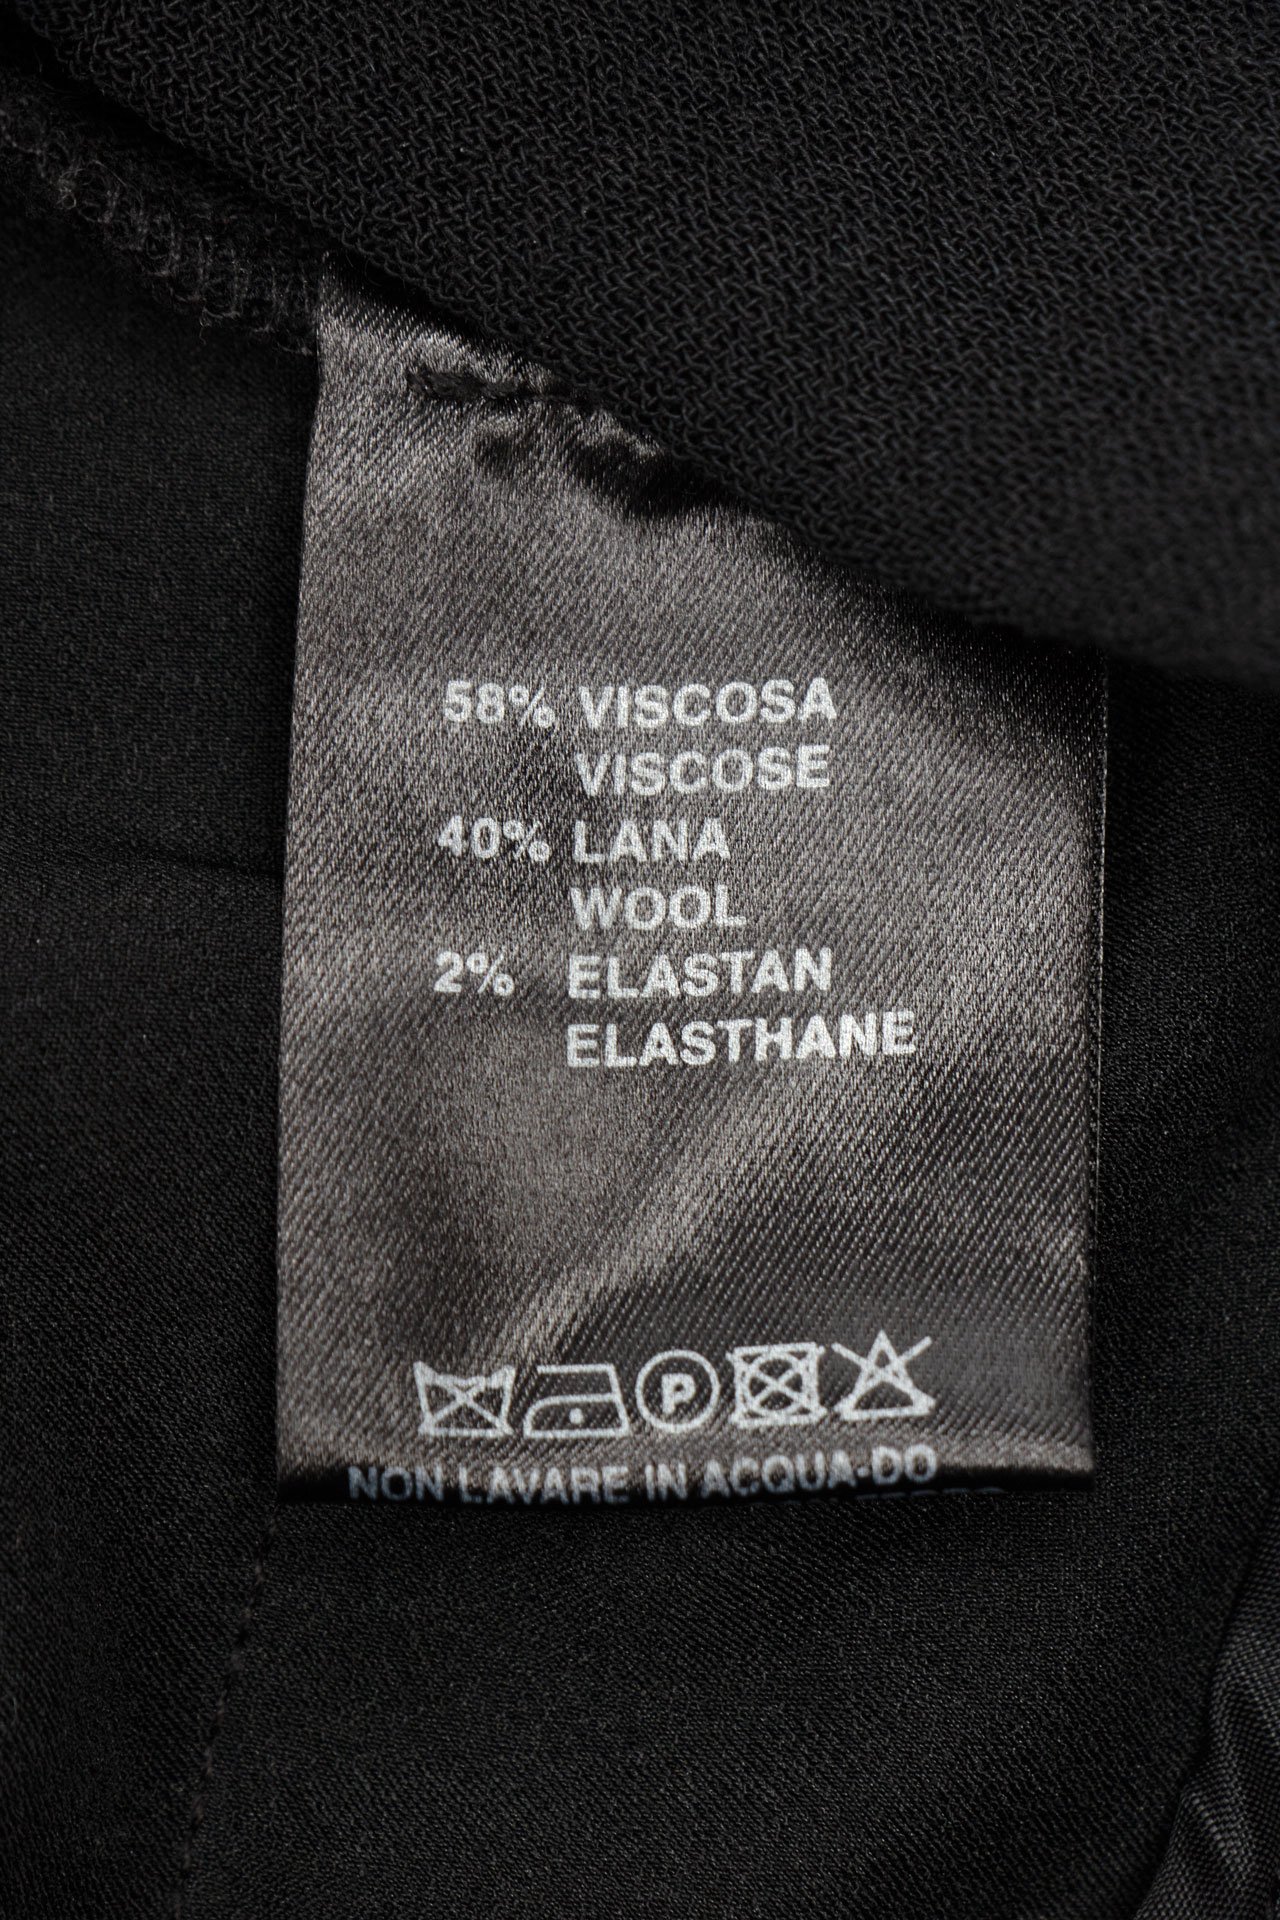 58% VISCOSA
VISCOSE
40% LANA
WOOL
2% ELASTAN
ELASTHANE
P
NON LAVARE IN ACQUA-DO